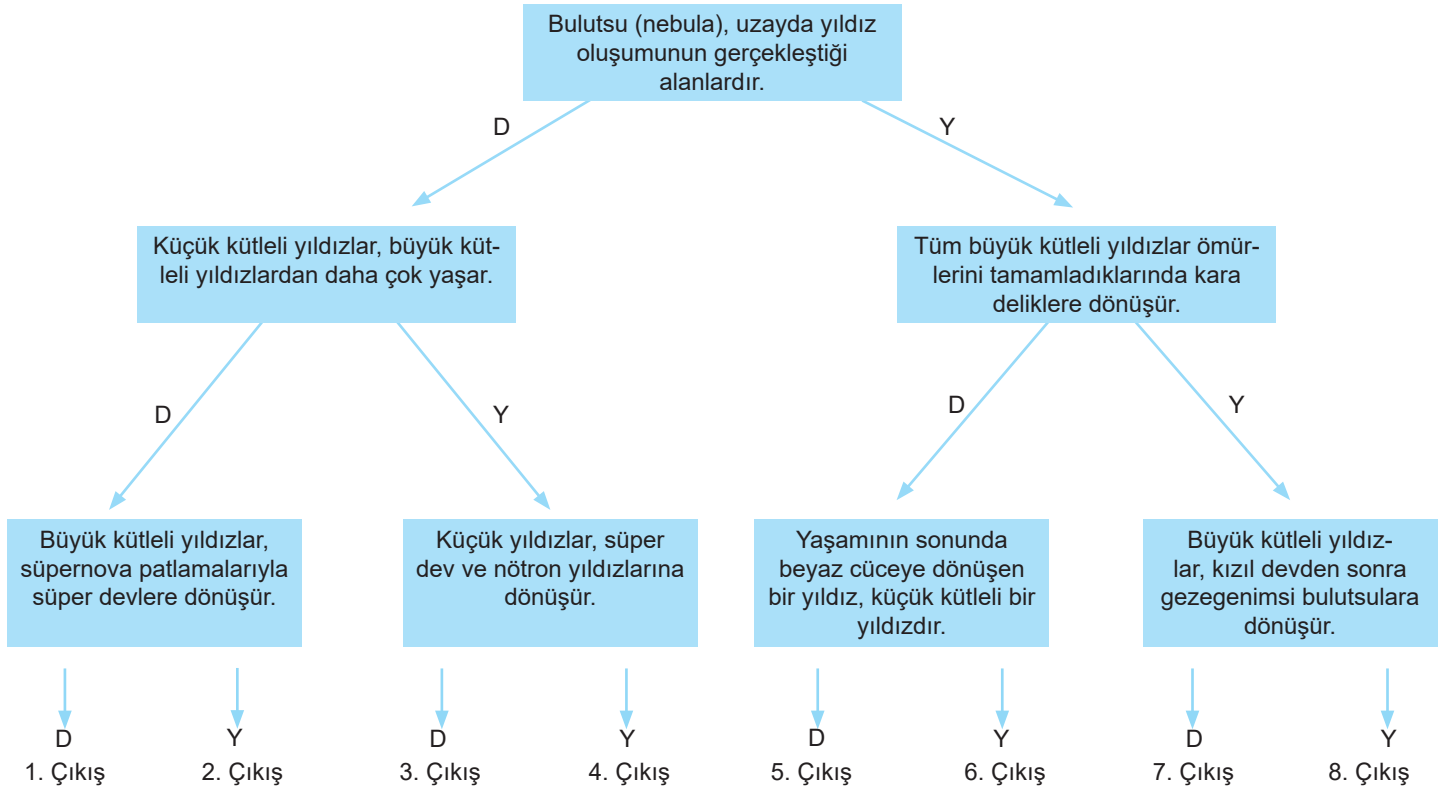 Bulutsu (nebula), uzayda yıldız
oluşumunun gerçekleştiği
alanlardır.
D
Y
Küçük kütleli yıldızlar, büyük küt-
leli yıldızlardan daha çok yaşar.
Tüm büyük kütleli yıldızlar ömür-
lerini tamamladıklarında kara
deliklere dönüşür.
D
Y
D
Y
Büyük kütleli yıldızlar,
süpernova patlamalarıyla
süper devlere dönüşür.
Küçük yıldızlar, süper
dev ve nötron yıldızlarına
dönüşür.
Yaşamının sonunda
beyaz cüceye dönüşen
bir yıldız, küçük kütleli bir
yıldızdır.
Büyük kütleli yıldız-
lar, kızıl devden sonra
gezegenimsi bulutsulara
dönüşür.
D
Y
D
Y
D
Y
D
Y
1. Çıkış
2. Çıkış
3. Çıkış
4. Çıkış
5. Çıkış
6. Çıkış
7. Çıkış
8. Çıkış